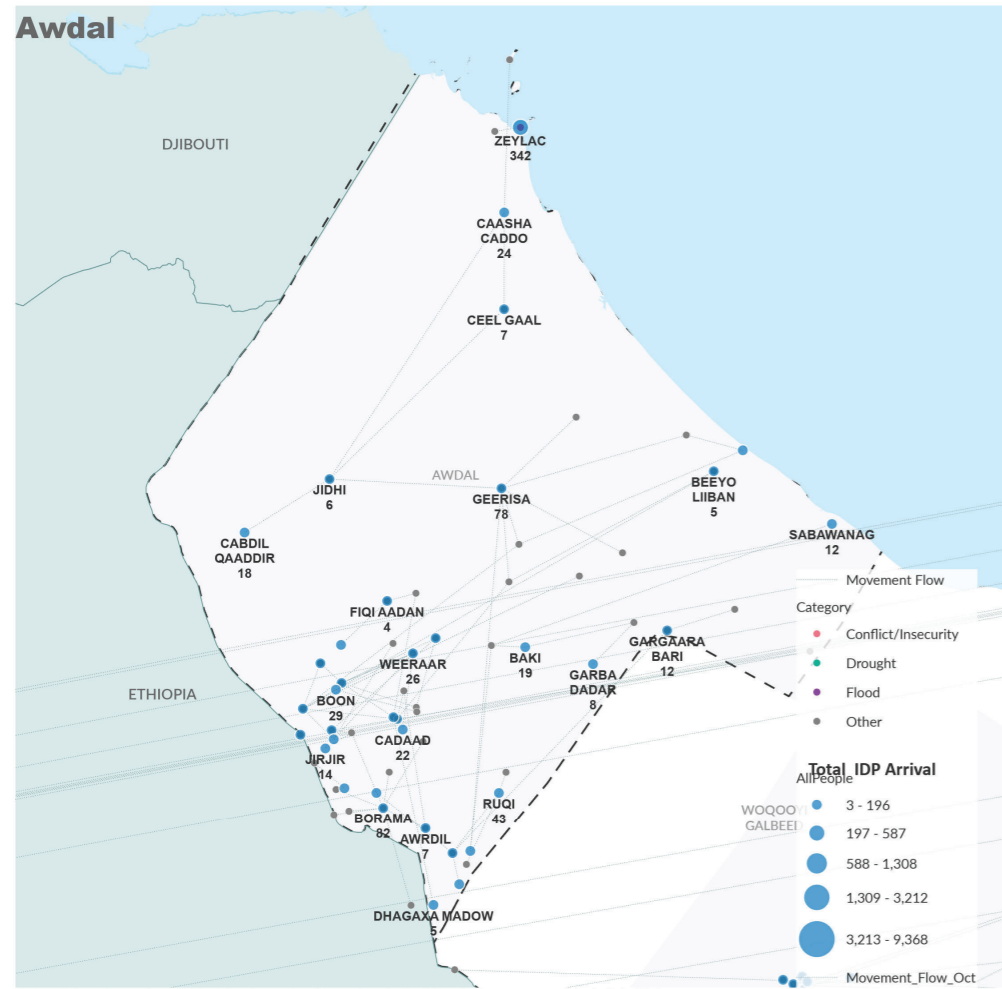 Awdal
DJIBOUTI
ZEYLAC
342
CAASHA
CADDO
24
CEEL GAAL
7
AWDAL
JIDHI
6
GEERISA
78
BEEYO
LIIBAN
5
CABDIL
QAADDIR
18
SABAWANAG
12
FIQI AADAN
4
WEERAAR
26
BAKI
19
GARGAARA
BARI
12
GARBA
DADAR
8
ETHIOPIA
BOON
29
CADAAD
22
JIRJIR
14
BORAMA
82
RUQI
43
AWRDIL
7
DHAGAXA MADOW
5
WOQOOYI
GALBEED
Movement Flow
Category
Conflict/Insecurity
Drought
Flood
Other
Total IDP Arrival
AllPeople
3 - 196
197 - 587
588 - 1,308
1,309 - 3,212
3,213 - 9,368
Movement_Flow_Oct